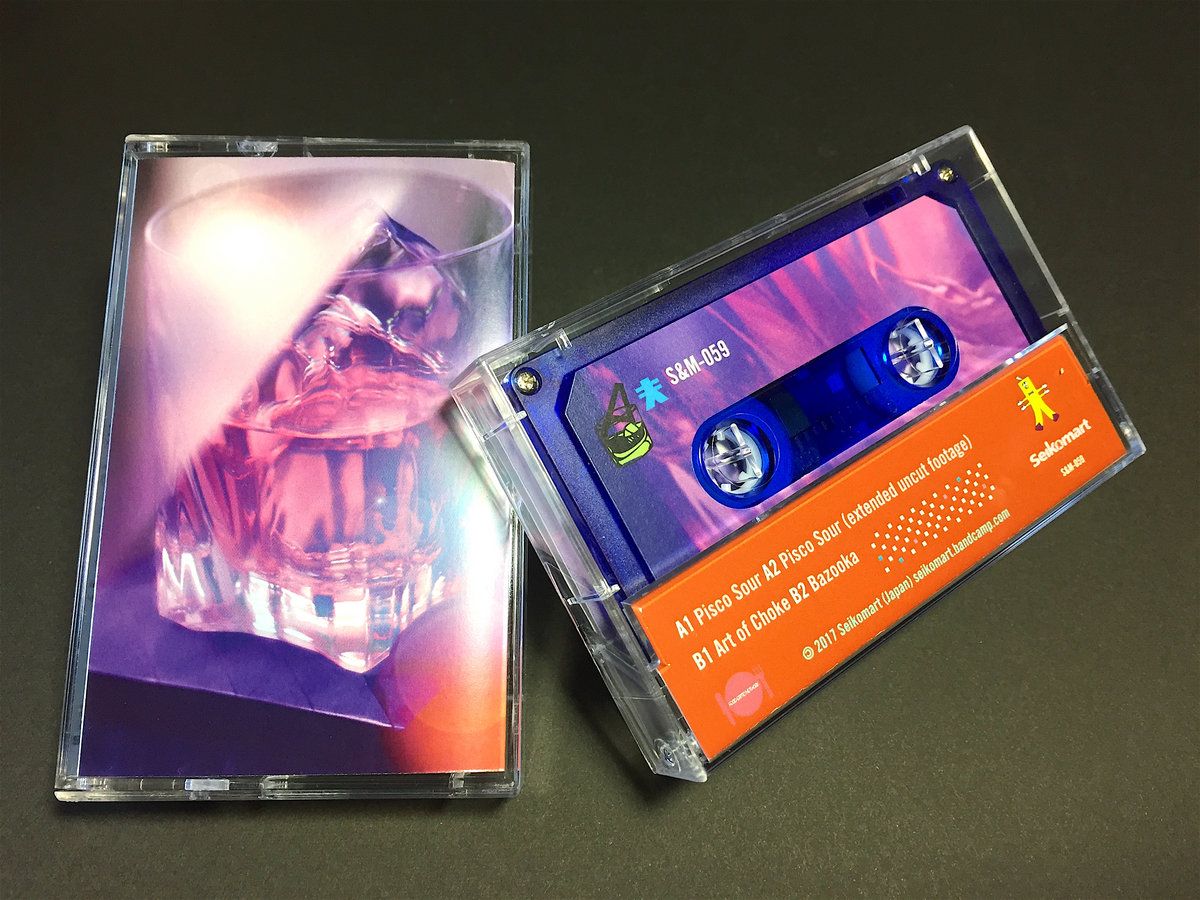 S&M-059
A1 Pisco Sour A2 Pisco Sour (extended uncut footage)
B1 Art of Choke B2 Bazooka
© 2017 Seikomart (Japan) seikomart.bandcamp.com
Seikomart
S&M-059
A